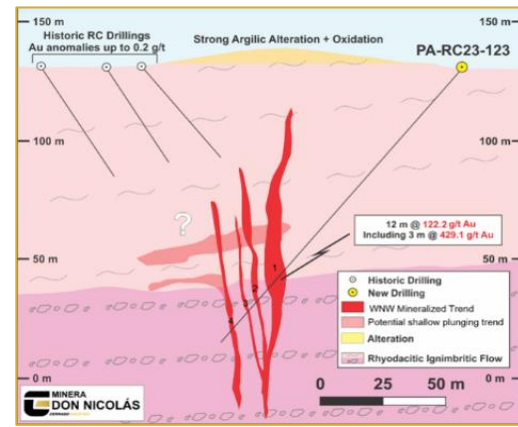 150 m
150 m
Historic RC Drillings
Au anomalies up to 0.2 g/t
Strong Argilic Alteration + Oxidation
PA-RC23-123
100 m
100 m
?
12 m @ 122.2 g/t Au
Including 3 m @ 429.1 g/t Au
50 m
50 m
1
2
3
4
Historic Drilling
New Drilling
WNW Mineralized Trend
Potential shallow plunging trend
Alteration
Rhyodacitic Ignimbritic Flow
0 m
0 m
0 25 50 m
MINERA
DON NICOLÁS